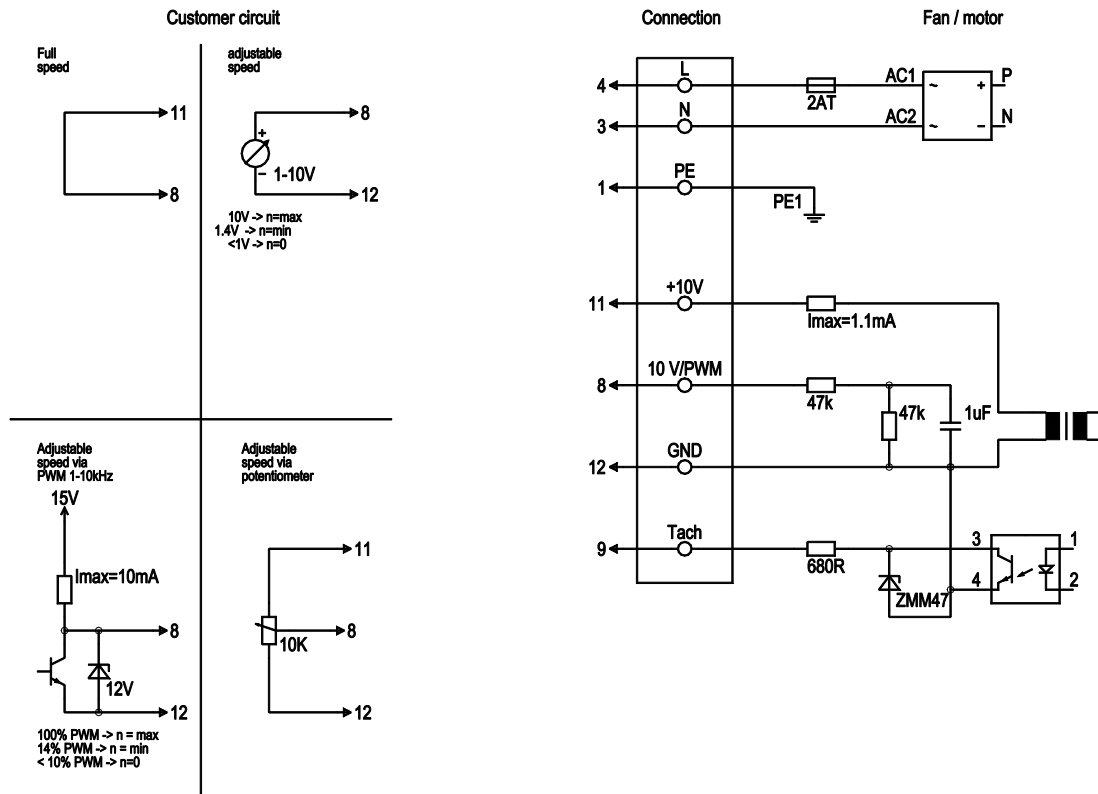 Customer circuit
Connection
Fan / motor
Full
speed
adjustable
speed
11
8
8
+
−
1-10V
12
10V -> n=max
1.4V -> n=min
<1V -> n=0
Adjustable
speed via
PWM 1-10kHz
15V
Imax=10mA
8
12V
12
100% PWM -> n = max
14% PWM -> n = min
< 10% PWM -> n=0
Adjustable
speed via
potentiometer
11
8
10K
12
4
L
2AT
AC1
~
+
P
3
N
AC2
~
−
N
1
PE
PE1
11
+10V
Imax=1.1mA
8
10 V/PWM
47k
47k
1uF
12
GND
9
Tach
680R
ZMM47
3
4
1
2